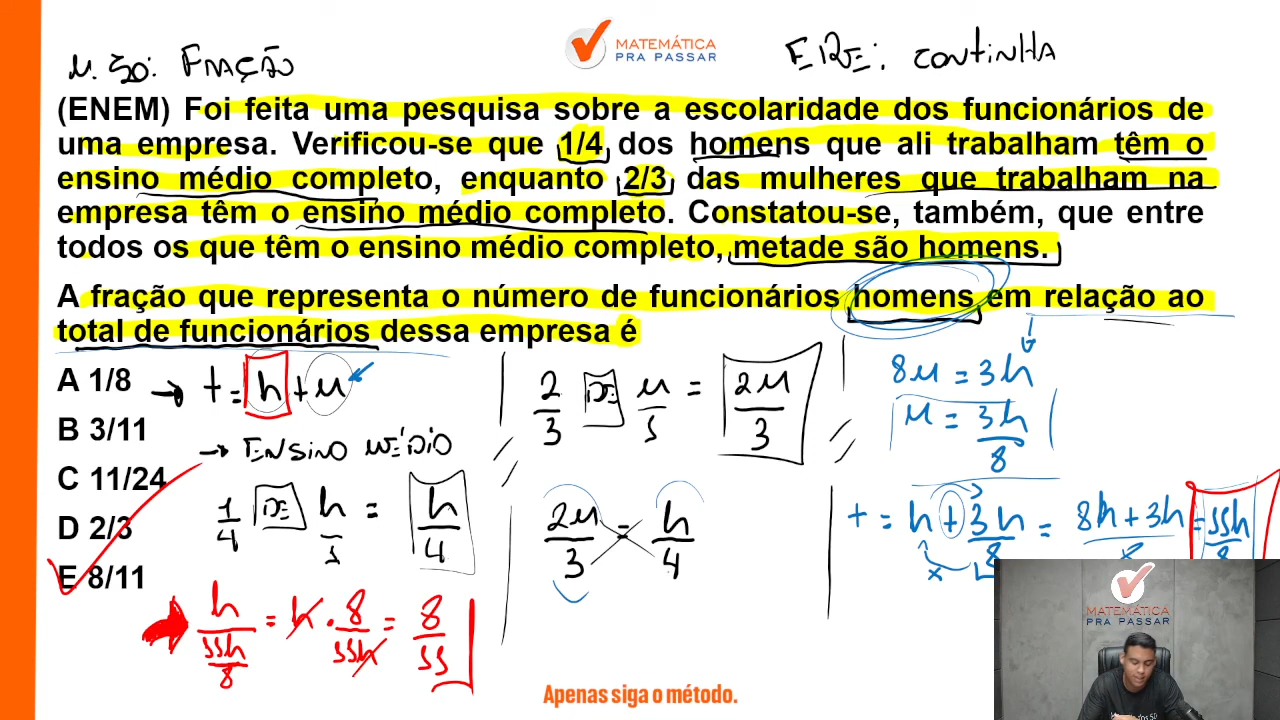 M. 50: FRAÇÃO
MATEMÁTICA
PRA PASSAR
ERE: CONTINHA
(ENEM) Foi feita uma pesquisa sobre a escolaridade dos funcionários de
uma empresa. Verificou-se que 1/4 dos homens que ali trabalham têm o
ensino médio completo, enquanto 2/3 das mulheres que trabalham na
empresa têm o ensino médio completo. Constatou-se, também, que entre
todos os que têm o ensino médio completo, metade são homens.
A fração que representa o número de funcionários homens em relação ao
total de funcionários dessa empresa é
A 1/8
B 3/11
C 11/24
D 2/3
E 8/11
→ t = h + M
→ ENSINO MÉDIO
1/4 DE h/1 = h/4
h/(11h/8) = h · 8/11h = 8/11
2/3 DE M/1 = 2M/3
2M/3 = h/4
8M = 3h
M = 3h/8
t = h + 3h/8 = 8h + 3h/8 = 11h/8
MATEMÁTICA
PRA PASSAR
Apenas siga o método.